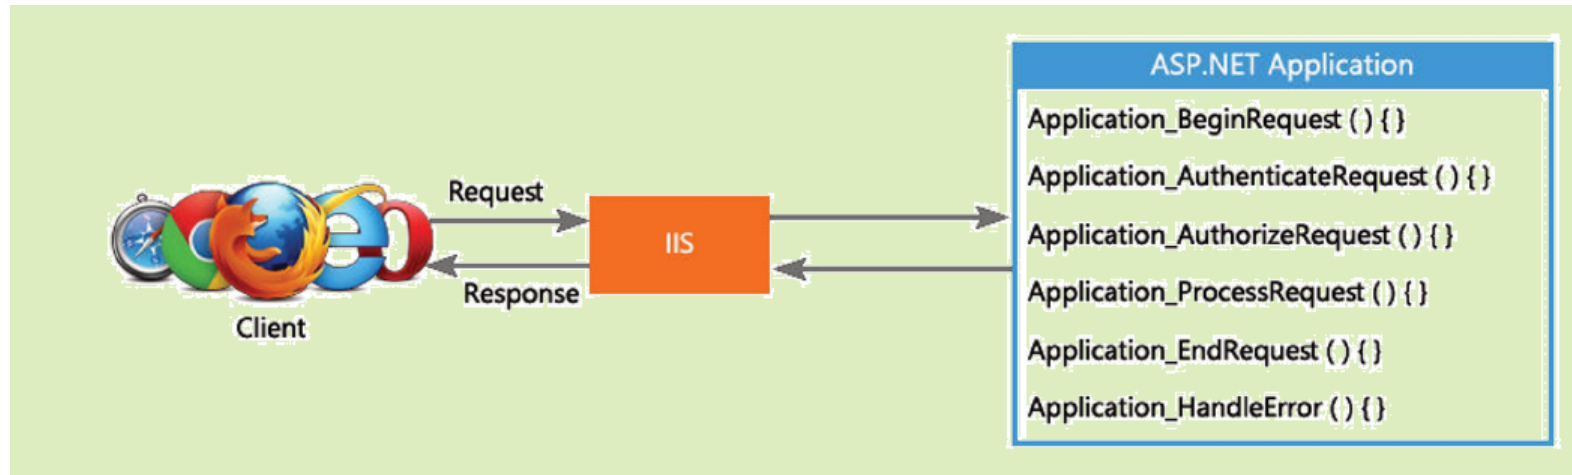 ASP.NET Application
Application_BeginRequest ( ) { }
Application_AuthenticateRequest ( ) { }
Application_AuthorizeRequest ( ) { }
Application_ProcessRequest ( ) { }
Application_EndRequest ( ) { }
Application_HandleError ( ) { }
Request
IIS
Response
Client